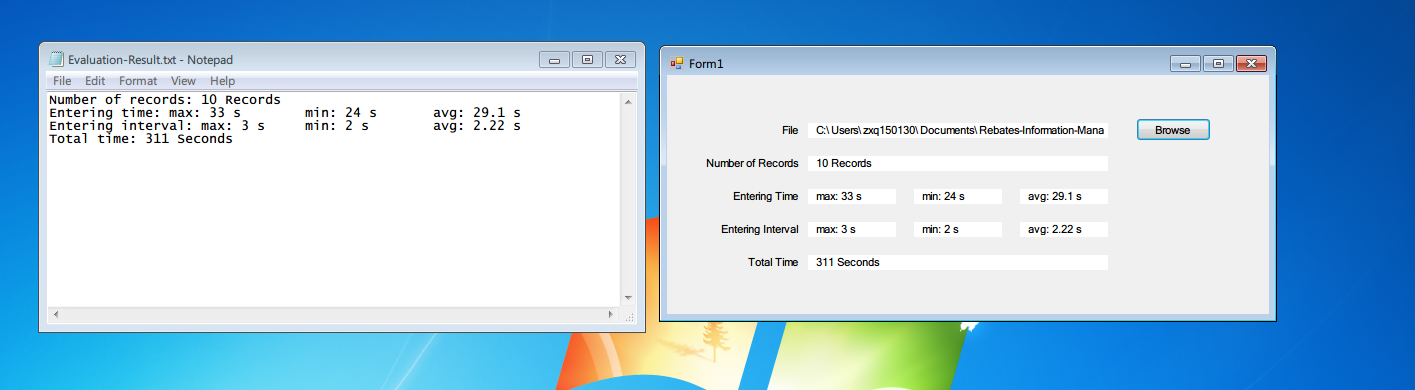 Evaluation-Result.txt - Notepad
File Edit Format View Help
Number of records: 10 Records
Entering time: max: 33 s min: 24 s avg: 29.1 s
Entering interval: max: 3 s min: 2 s avg: 2.22 s
Total time: 311 Seconds
Form1
File C:\Users\zxq150130\Documents\Rebates-Information-Mana Browse
Number of Records 10 Records
Entering Time max: 33 s min: 24 s avg: 29.1 s
Entering Interval max: 3 s min: 2 s avg: 2.22 s
Total Time 311 Seconds